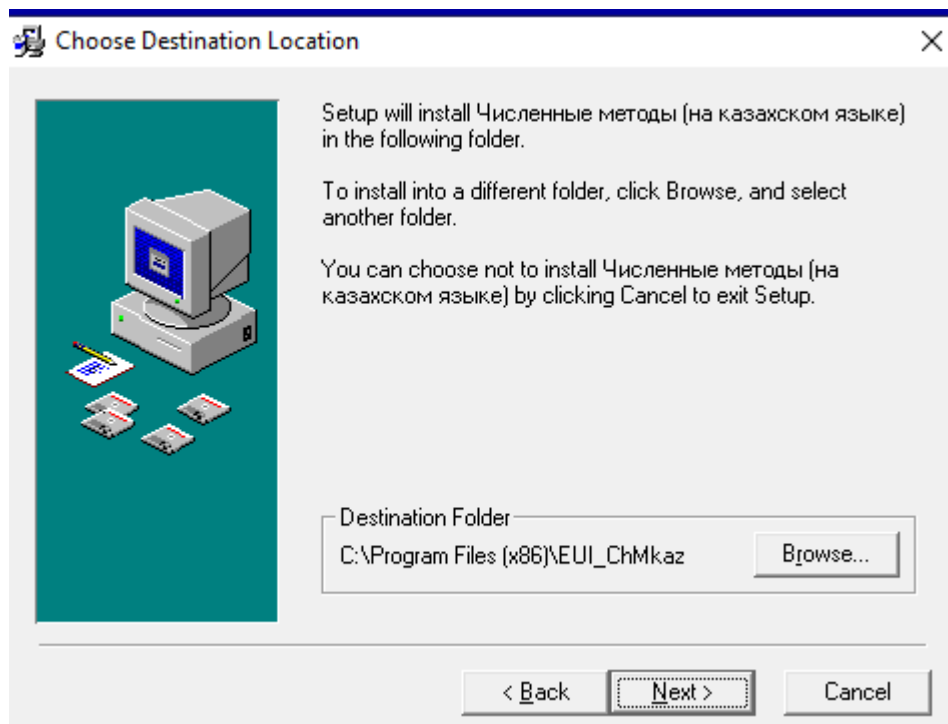 Choose Destination Location
Setup will install Численные методы (на казахском языке)
in the following folder.
To install into a different folder, click Browse, and select
another folder.
You can choose not to install Численные методы (на
казахском языке) by clicking Cancel to exit Setup.
Destination Folder
C:\Program Files (x86)\EUI_ChMkaz
Browse...
< Back
Next >
Cancel